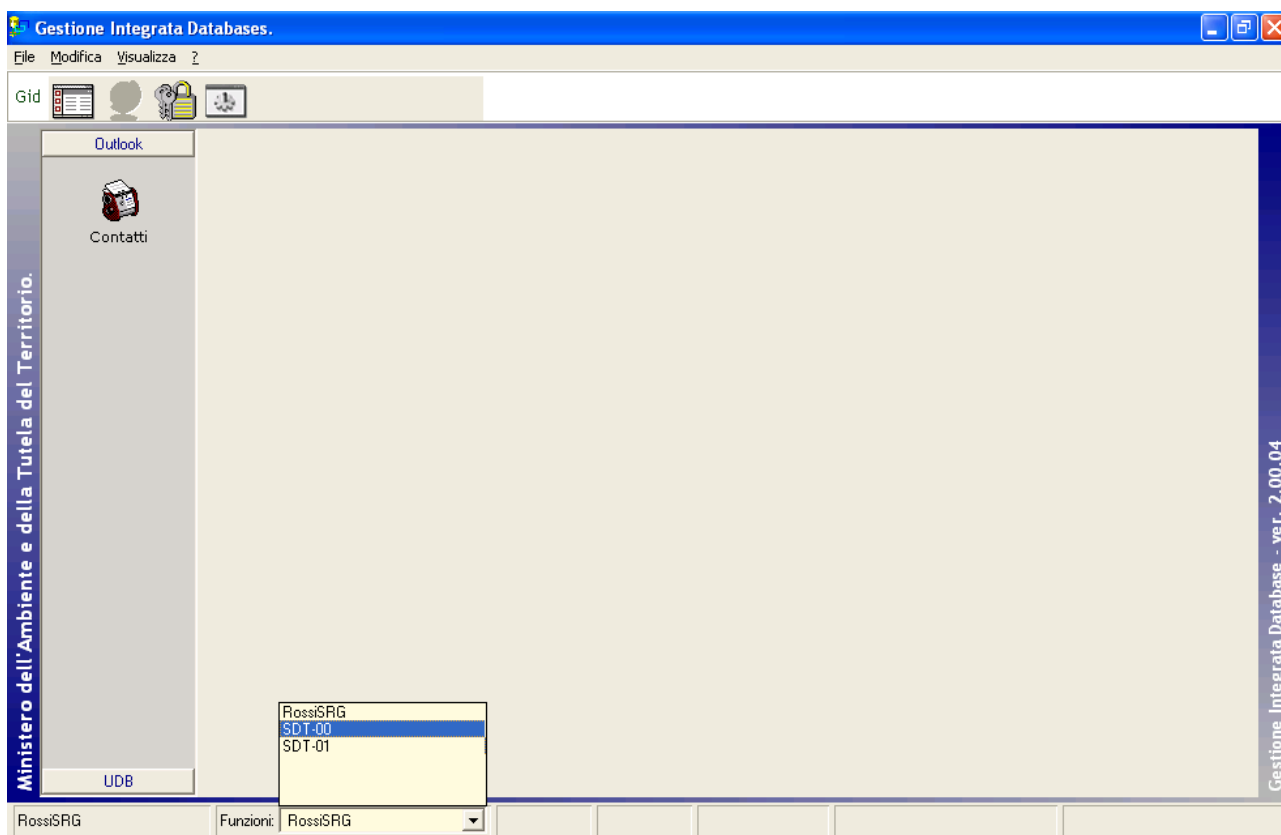 Gestione Integrata Databases.
File Modifica Visualizza ?
Gid
Outlook
Contatti
Ministero dell'Ambiente e della Tutela del Territorio.
Gestione Integrata Database - ver. 2.00.04
RossiSRG
SDT-00
SDT-01
UDB
RossiSRG Funzioni: RossiSRG